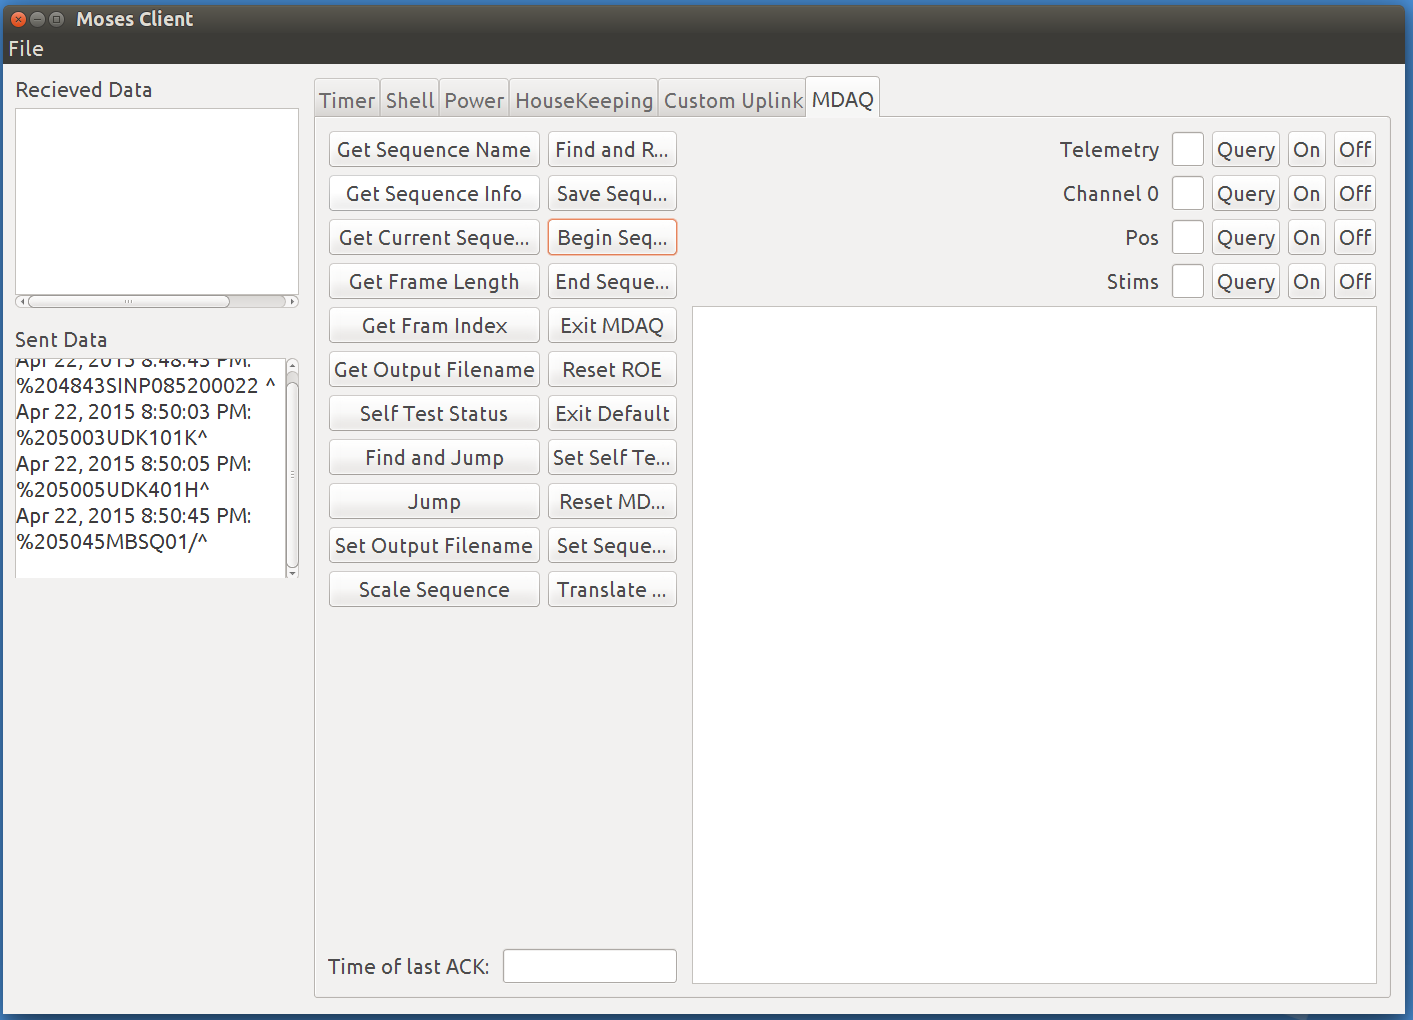 Moses Client
File
Recieved Data
Sent Data
Apr 22, 2015 8:48:43 PM:
%204843SINP085200022 ^
Apr 22, 2015 8:50:03 PM:
%205003UDK101K^
Apr 22, 2015 8:50:05 PM:
%205005UDK401H^
Apr 22, 2015 8:50:45 PM:
%205045MBSQ01/^
Timer Shell Power HouseKeeping Custom Uplink MDAQ
Get Sequence Name Find and R... Telemetry Query On Off
Get Sequence Info Save Sequ... Channel 0 Query On Off
Get Current Seque... Begin Seq... Pos Query On Off
Get Frame Length End Seque... Stims Query On Off
Get Fram Index Exit MDAQ
Get Output Filename Reset ROE
Self Test Status Exit Default
Find and Jump Set Self Te...
Jump Reset MD...
Set Output Filename Set Seque...
Scale Sequence Translate ...
Time of last ACK: